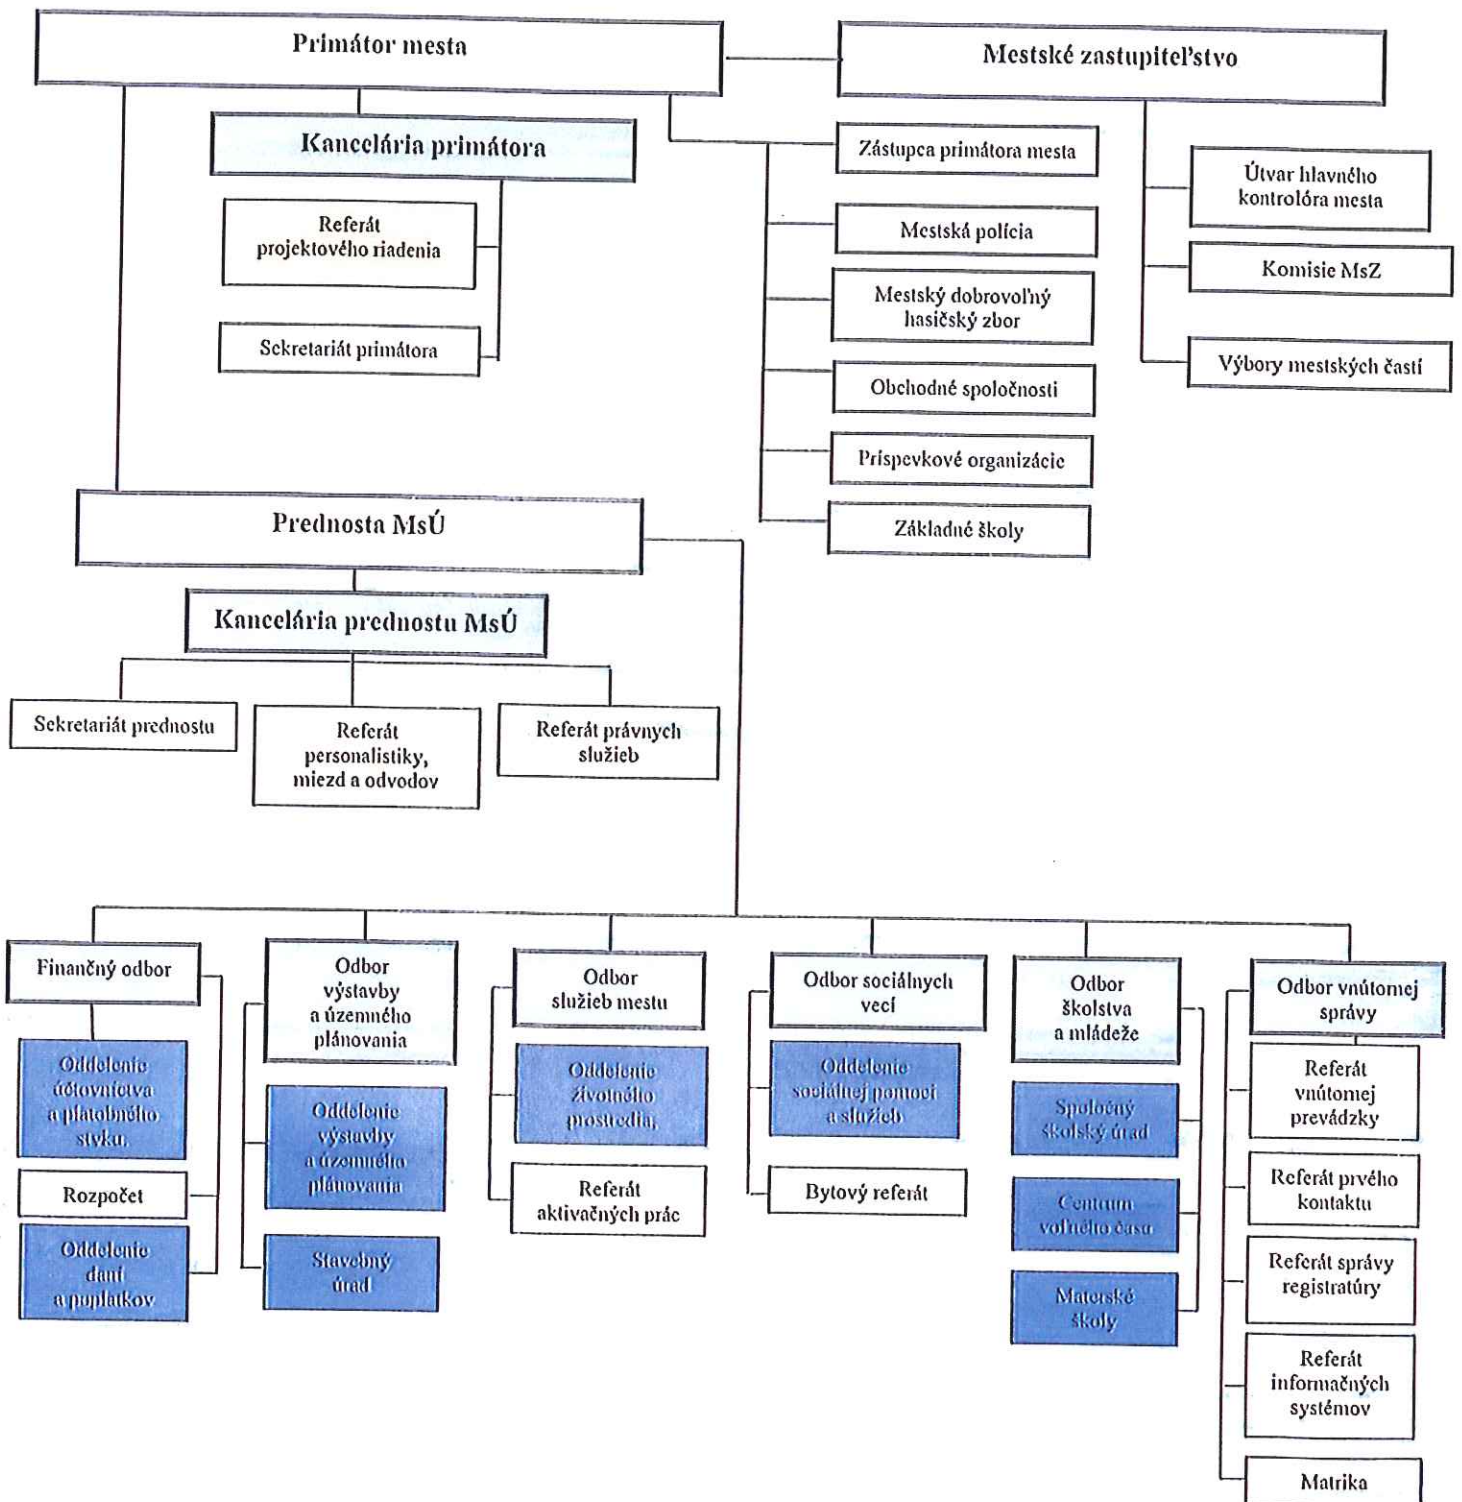 Primátor mesta
Mestské zastupiteľstvo
Kancelária primátora
Referát
projektového riadenia
Sekretariát primátora
Zástupca primátora mesta
Mestská polícia
Mestský dobrovoľný
hasičský zbor
Obchodné spoločnosti
Príspevkové organizácie
Základné školy
Útvar hlavného
kontrolóra mesta
Komisie MsZ
Výbory mestských častí
Prednosta MsÚ
Kancelária prednostu MsÚ
Sekretariát prednostu
Referát
personalistiky,
miezd a odvodov
Referát právnych
služieb
Finančný odbor
Oddelenie
účtovníctva
a platobného
styku.
Rozpočet
Oddelenie
daní
a poplatkov
Odbor
výstavby
a územného
plánovania
Oddelenie
výstavby
a územného
plánovania
Stavebný
úrad
Odbor
služieb mestu
Oddelenie
životného
prostredia,
Referát
aktivačných prác
Odbor sociálnych
vecí
Oddelenie
sociálnej pomoci
a služieb
Bytový referát
Odbor
školstva
a mládeže
Spoločný
školský úrad
Centrum
voľného času
Materské
školy
Odbor vnútornej
správy
Referát
vnútornej
prevádzky
Referát prvého
kontaktu
Referát správy
registratúry
Referát
informačných
systémov
Matrika